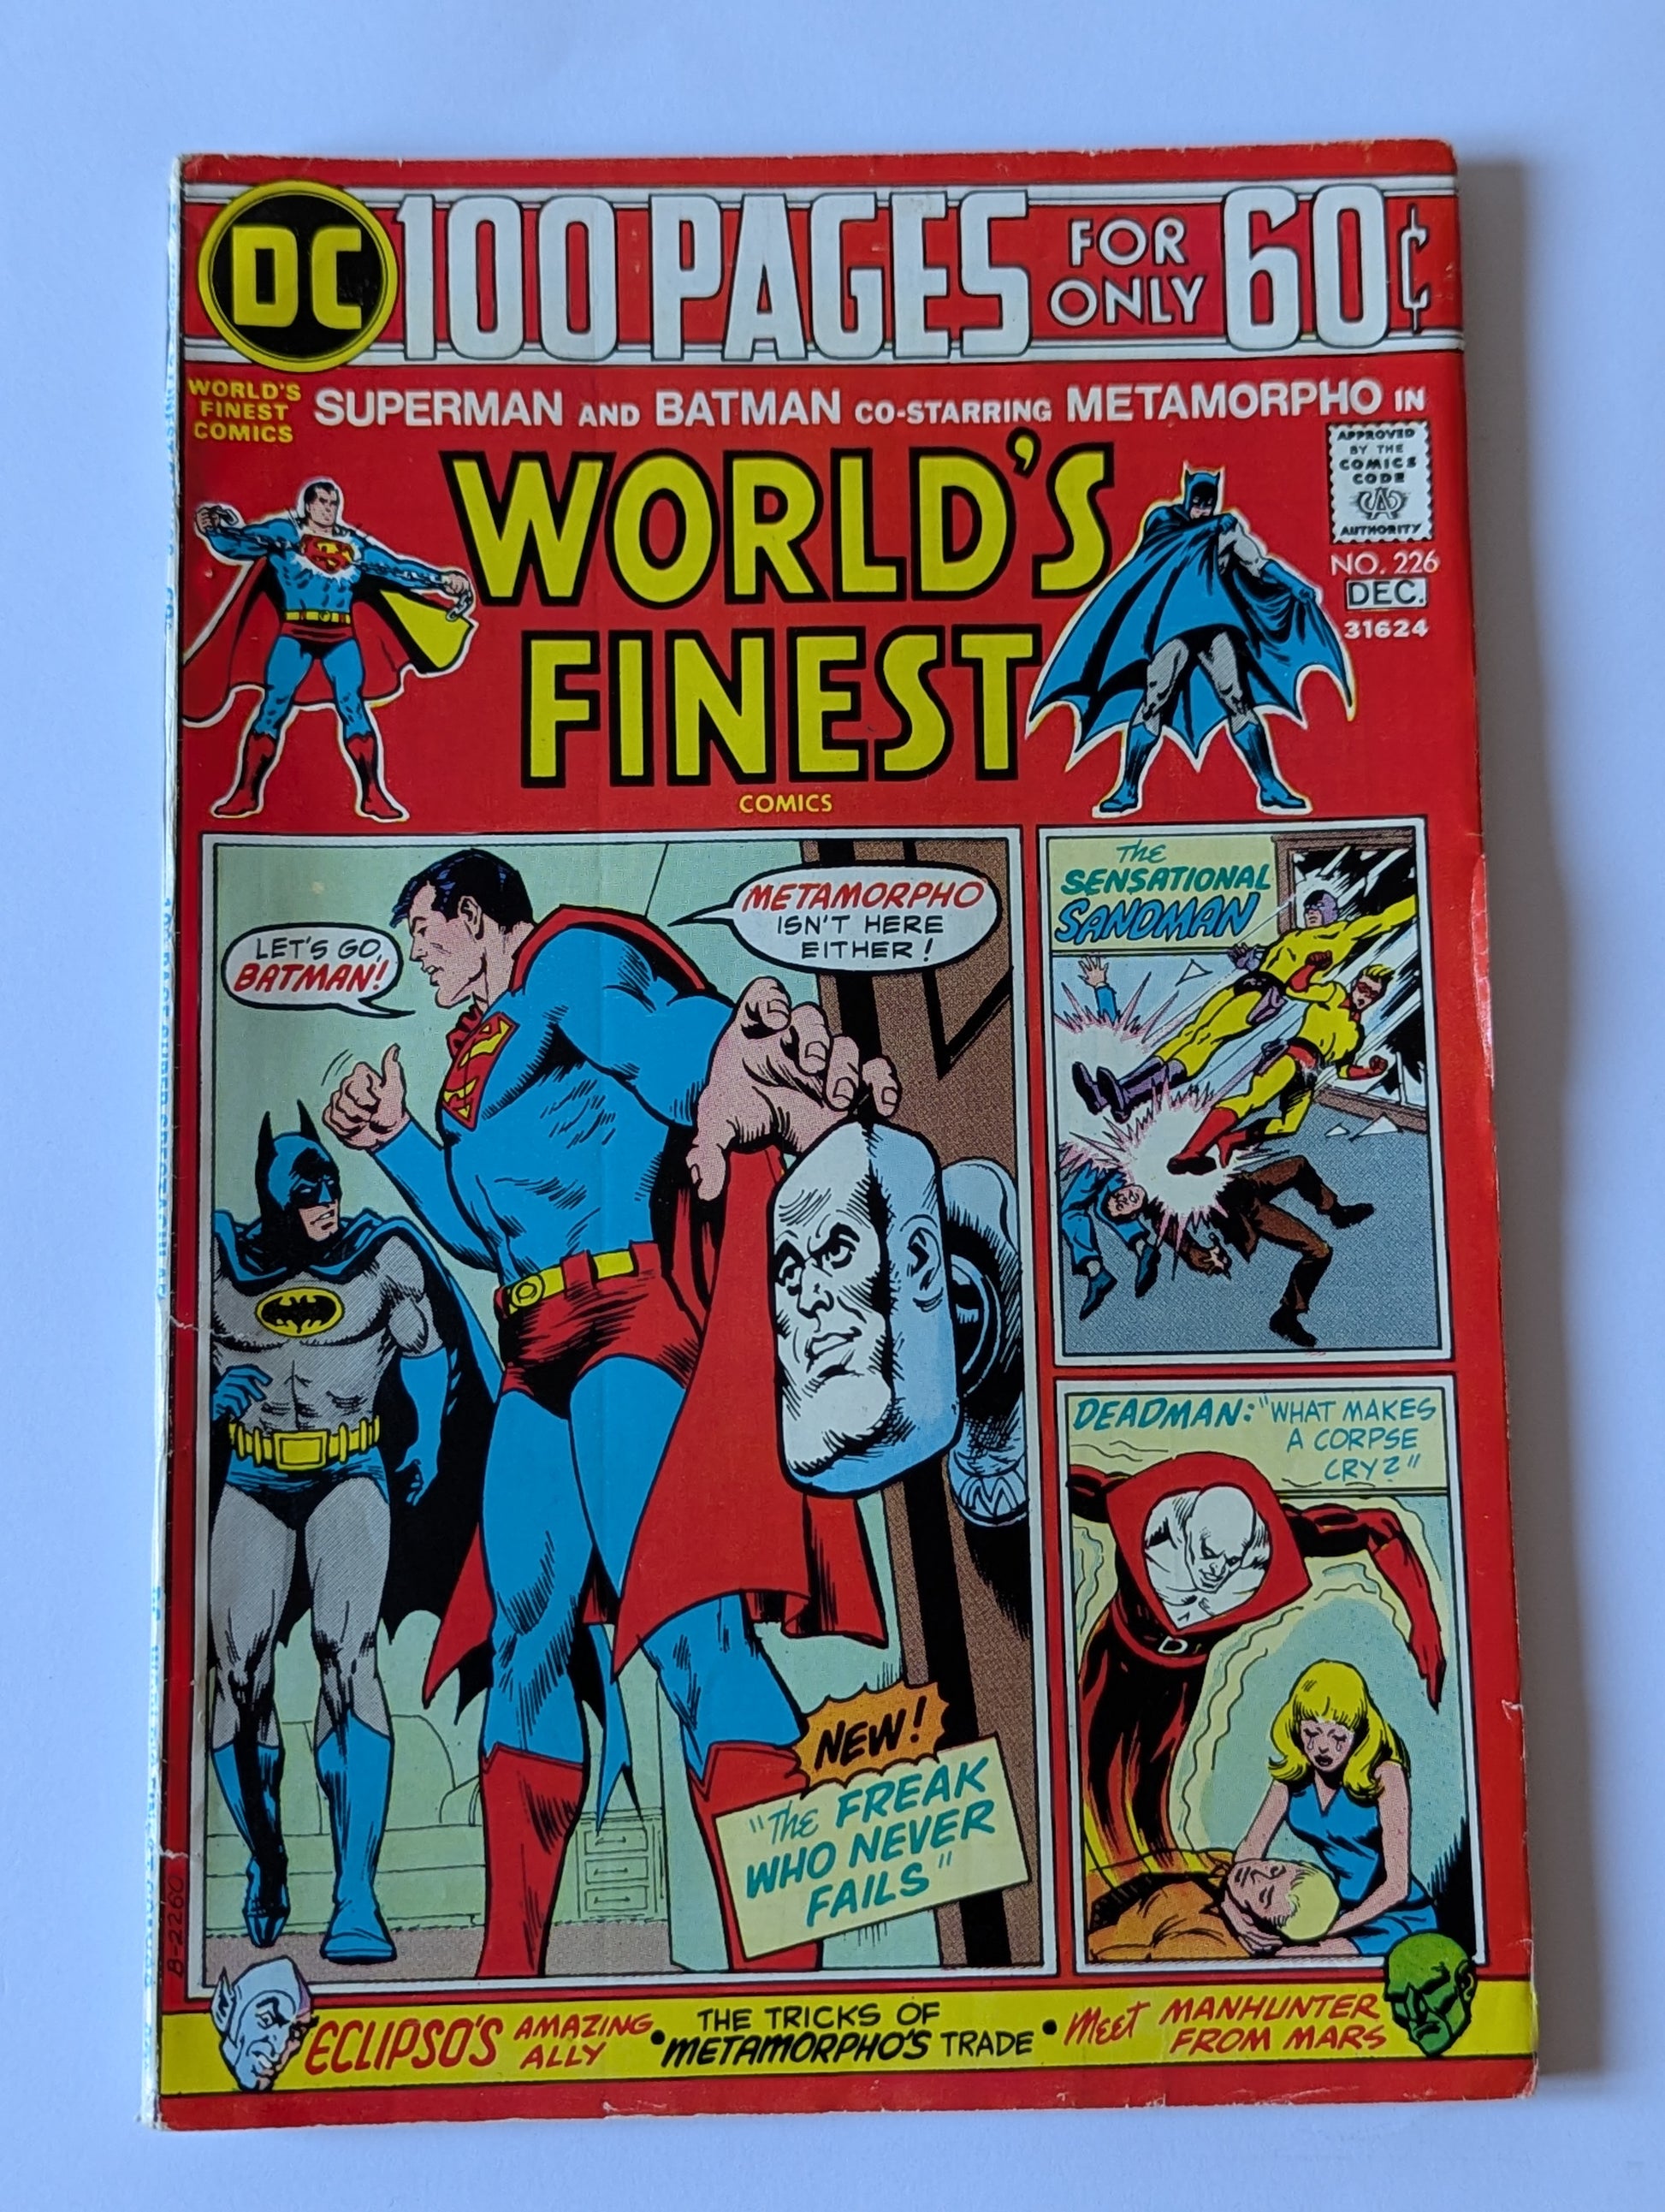 DC
100 PAGES FOR ONLY 60¢
WORLD'S
FINEST
COMICS
SUPERMAN AND BATMAN CO-STARRING METAMORPHO IN
WORLD'S
FINEST
COMICS
APPROVED
BY THE
COMICS
CODE
CA
AUTHORITY
NO. 226
DEC.
31624
LET'S GO,
BATMAN!
METAMORPHO
ISN'T HERE
EITHER!
NEW!
"The FREAK
WHO NEVER
FAILS"
The
SENSATIONAL
SANDMAN
DEADMAN: "WHAT MAKES
A CORPSE
CRY?"
D
M
B-2260
ECLIPSO'S AMAZING
ALLY
• THE TRICKS OF
METAMORPHO'S TRADE
• Meet MANHUNTER
FROM MARS